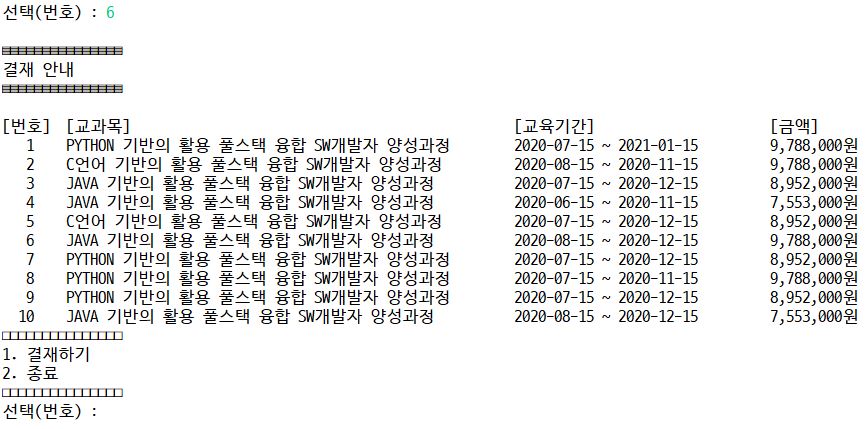 선택(번호) : 6
결재 안내
[번호] [교과목] [교육기간] [금액]
1 PYTHON 기반의 활용 풀스택 융합 SW개발자 양성과정 2020-07-15 ~ 2021-01-15 9,788,000원
2 C언어 기반의 활용 풀스택 융합 SW개발자 양성과정 2020-08-15 ~ 2020-11-15 9,788,000원
3 JAVA 기반의 활용 풀스택 융합 SW개발자 양성과정 2020-07-15 ~ 2020-12-15 8,952,000원
4 JAVA 기반의 활용 풀스택 융합 SW개발자 양성과정 2020-06-15 ~ 2020-11-15 7,553,000원
5 C언어 기반의 활용 풀스택 융합 SW개발자 양성과정 2020-07-15 ~ 2020-12-15 8,952,000원
6 JAVA 기반의 활용 풀스택 융합 SW개발자 양성과정 2020-08-15 ~ 2020-12-15 9,788,000원
7 PYTHON 기반의 활용 풀스택 융합 SW개발자 양성과정 2020-07-15 ~ 2020-12-15 8,952,000원
8 PYTHON 기반의 활용 풀스택 융합 SW개발자 양성과정 2020-07-15 ~ 2020-11-15 9,788,000원
9 PYTHON 기반의 활용 풀스택 융합 SW개발자 양성과정 2020-07-15 ~ 2020-12-15 8,952,000원
10 JAVA 기반의 활용 풀스택 융합 SW개발자 양성과정 2020-08-15 ~ 2020-12-15 7,553,000원
1. 결재하기
2. 종료
선택(번호) :